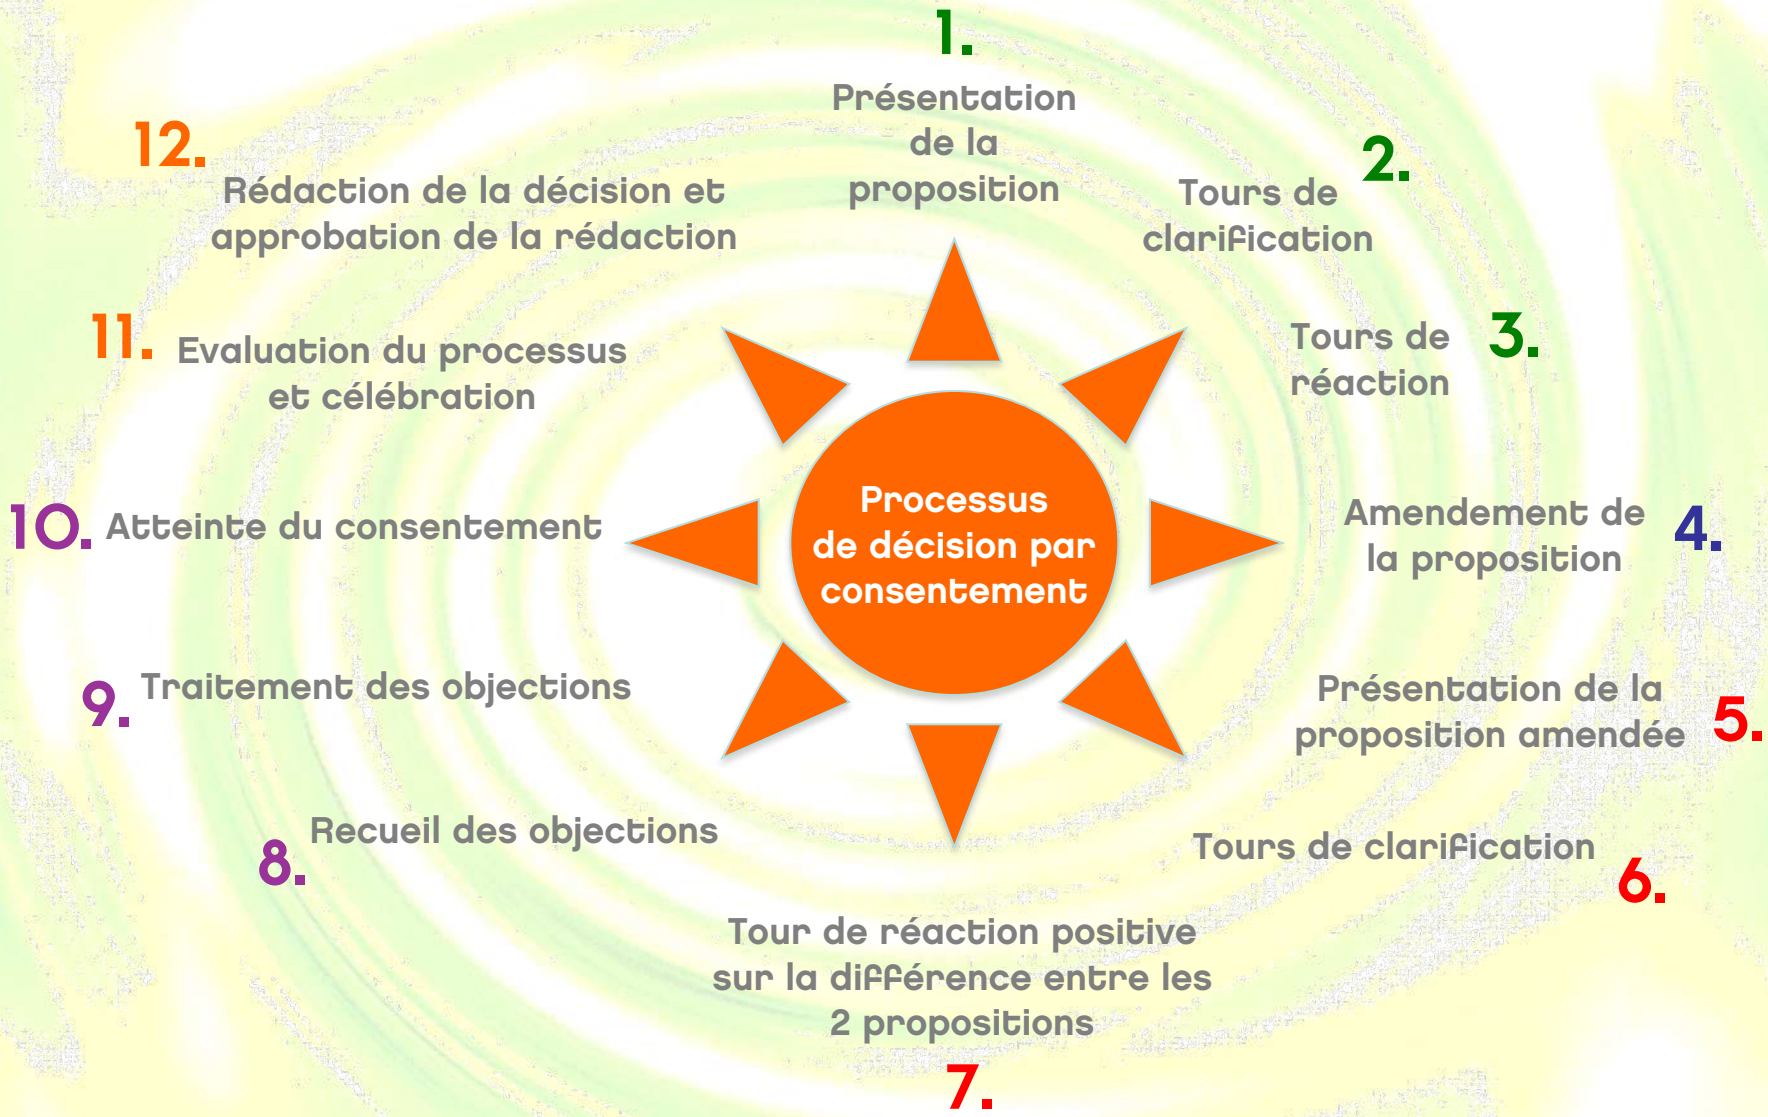 1.
Présentation
de la
proposition
2.
Tours de
clarification
3.
Tours de
réaction
4.
Amendement de
la proposition
5.
Présentation de la
proposition amendée
6.
Tours de clarification
7.
Tour de réaction positive
sur la différence entre les
2 propositions
8.
Recueil des objections
9.
Traitement des objections
10.
Atteinte du consentement
11.
Evaluation du processus
et célébration
12.
Rédaction de la décision et
approbation de la rédaction
Processus
de décision par
consentement